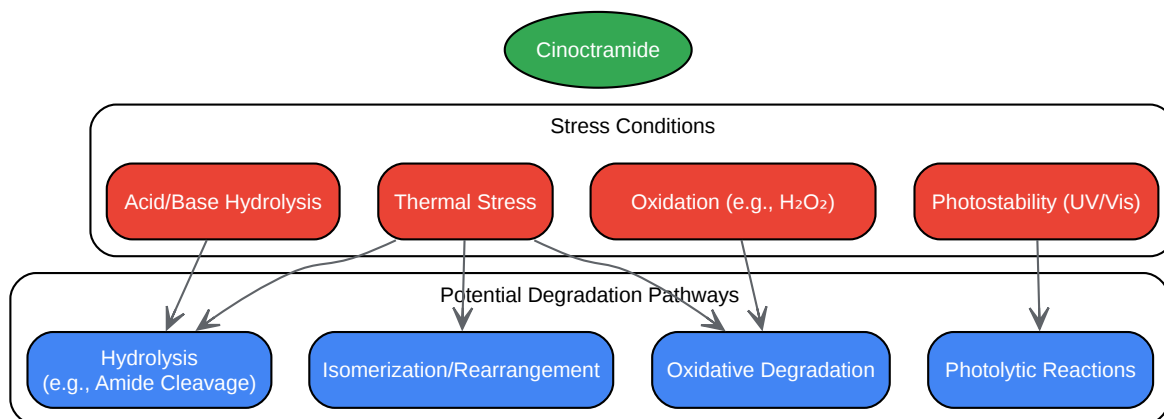 Cinoctramide
Stress Conditions
Acid/Base Hydrolysis
Thermal Stress
Oxidation (e.g., H₂O₂)
Photostability (UV/Vis)
Potential Degradation Pathways
Hydrolysis
(e.g., Amide Cleavage)
Isomerization/Rearrangement
Oxidative Degradation
Photolytic Reactions